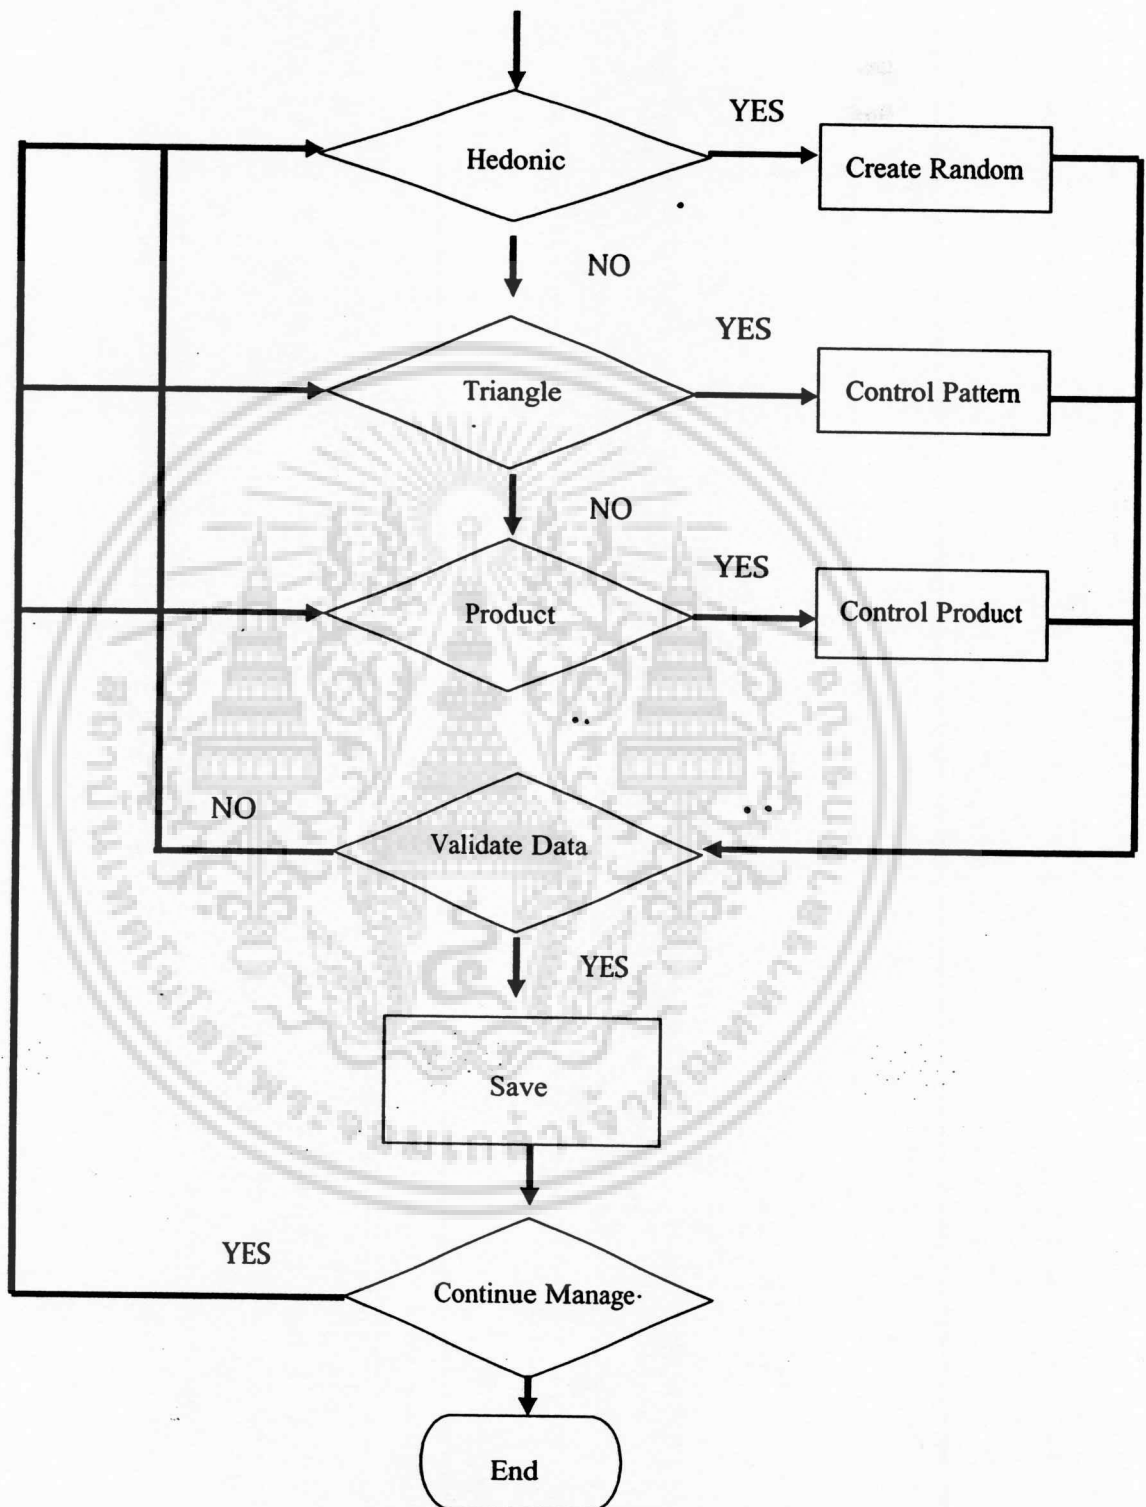 YES
Hedonic
Create Random
NO
YES
Triangle
Control Pattern
NO
YES
Product
Control Product
NO
Validate Data
YES
Save
YES
Continue Manage
End